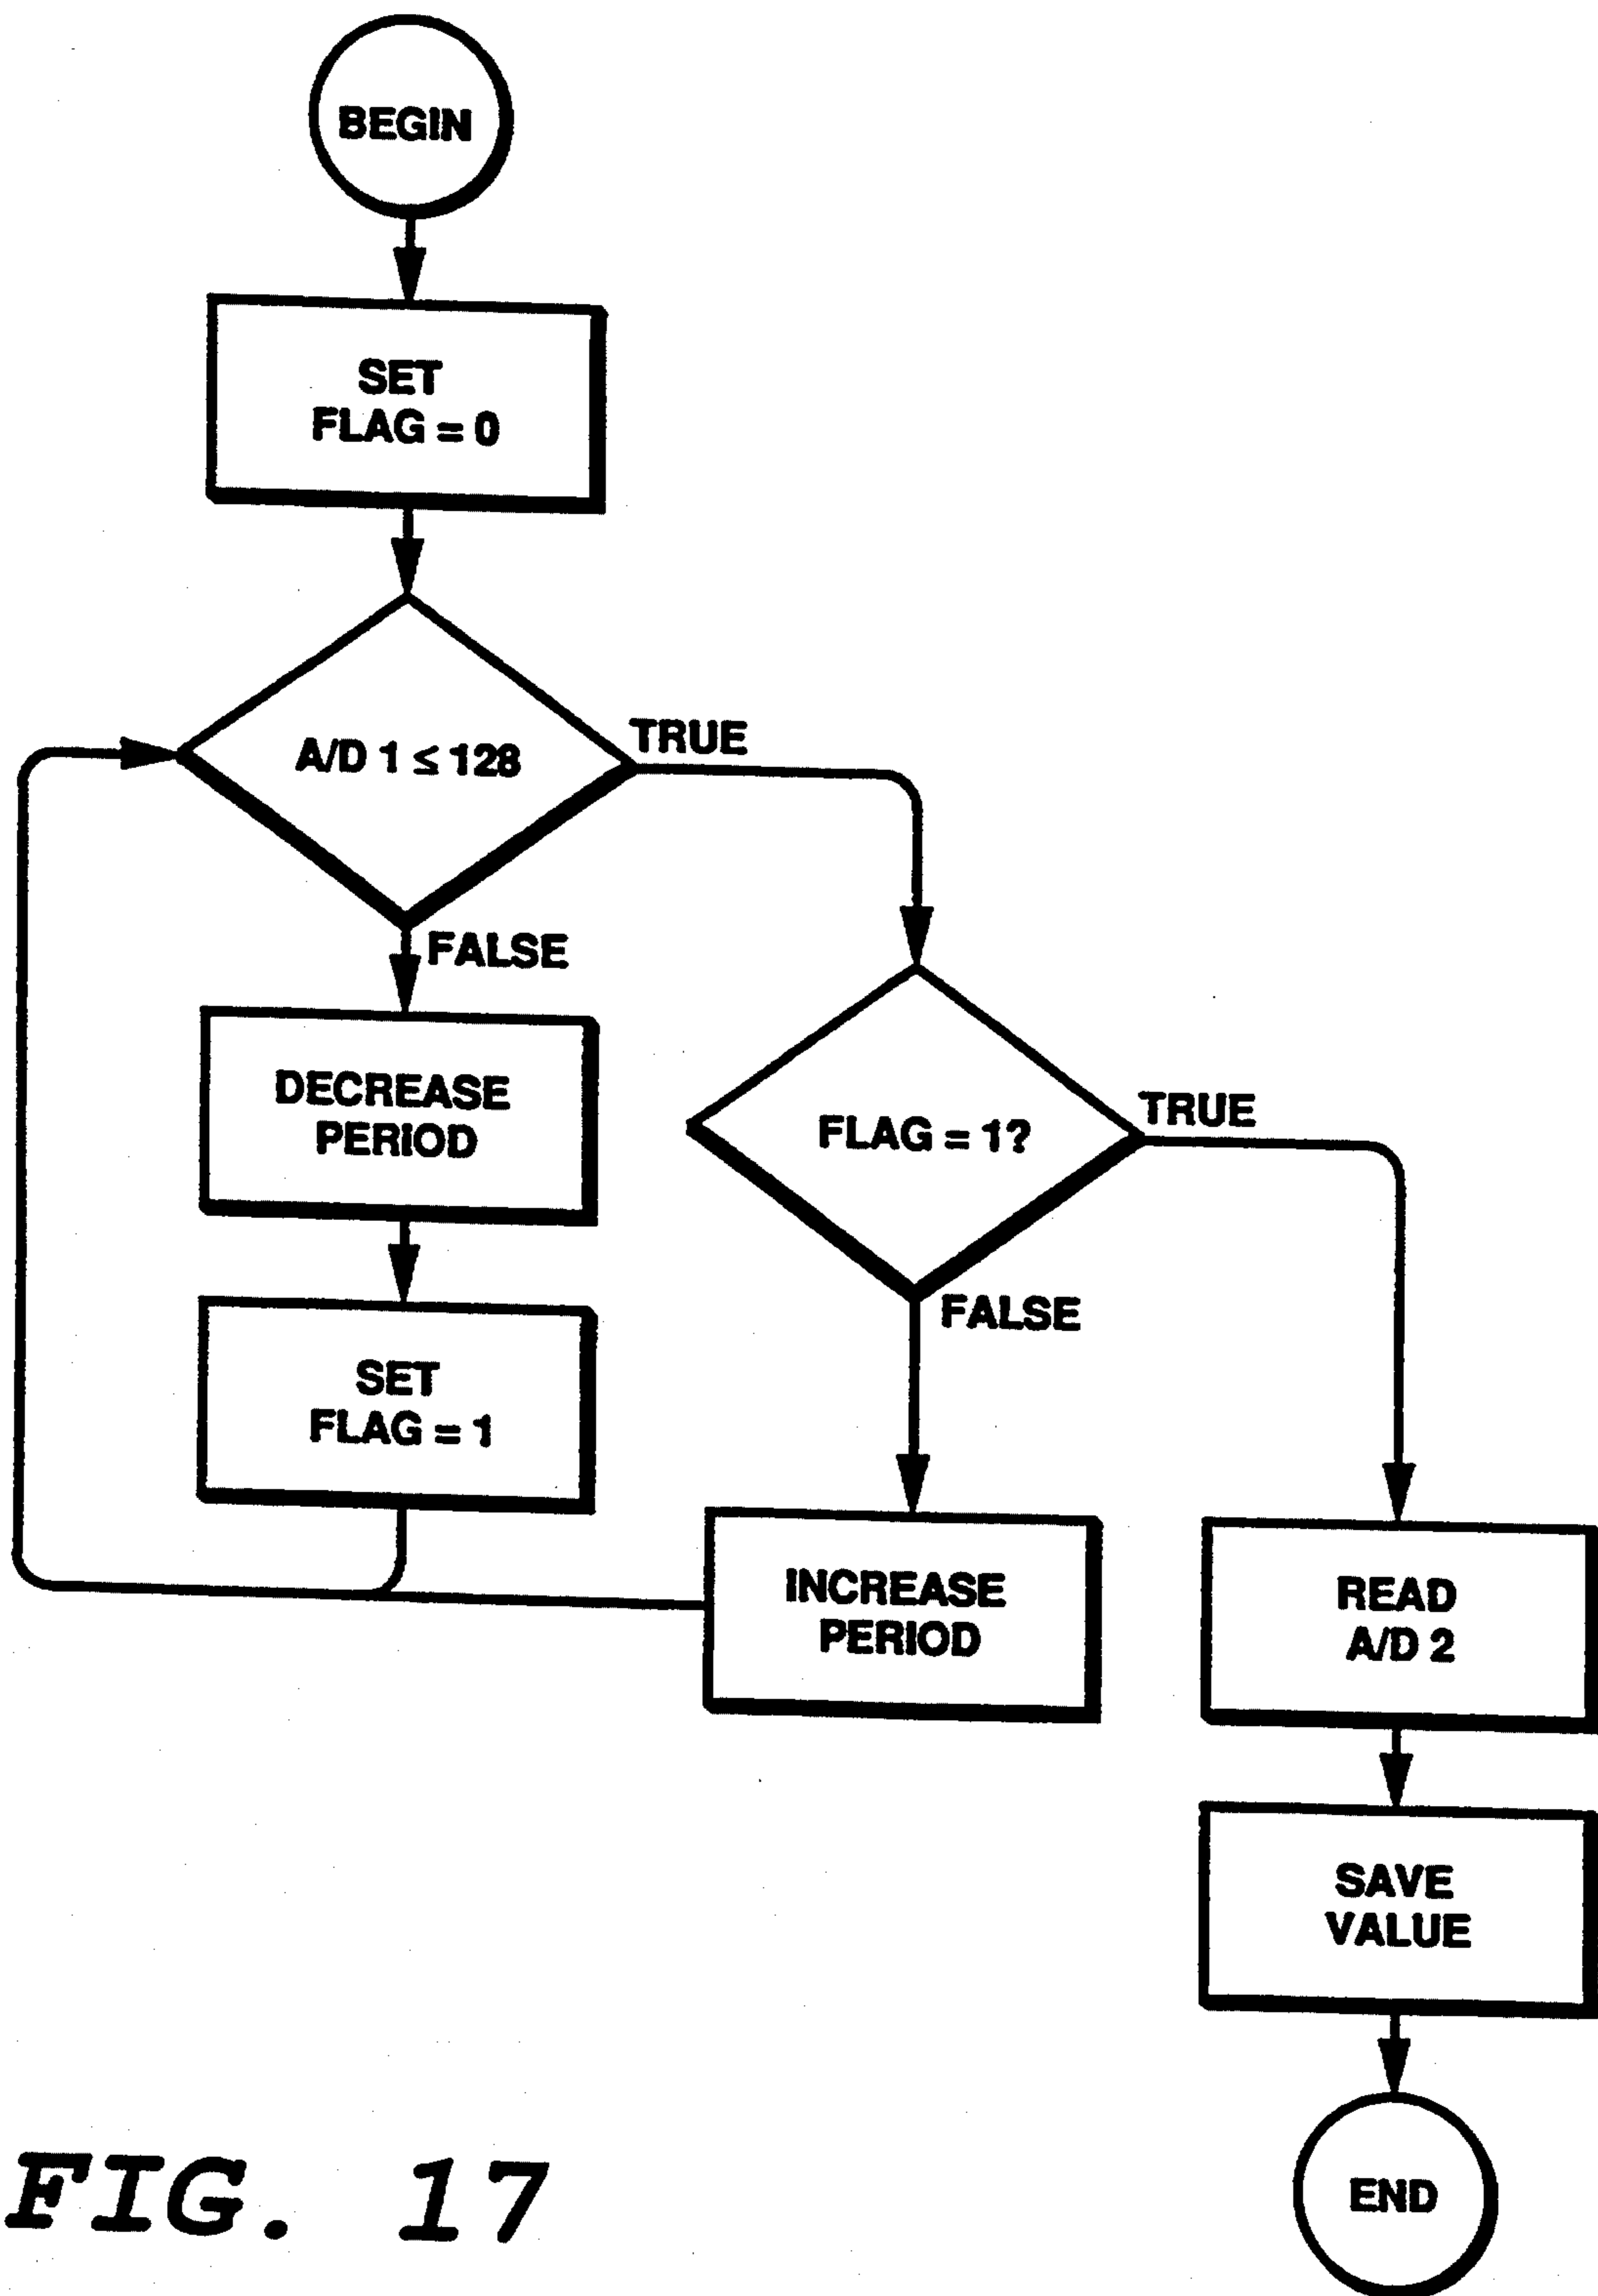 BEGIN
SET
FLAG = 0
A/D 1 ≤ 128
TRUE
FALSE
DECREASE
PERIOD
SET
FLAG = 1
FLAG = 1?
TRUE
FALSE
INCREASE
PERIOD
READ
A/D 2
SAVE
VALUE
END
FIG. 17